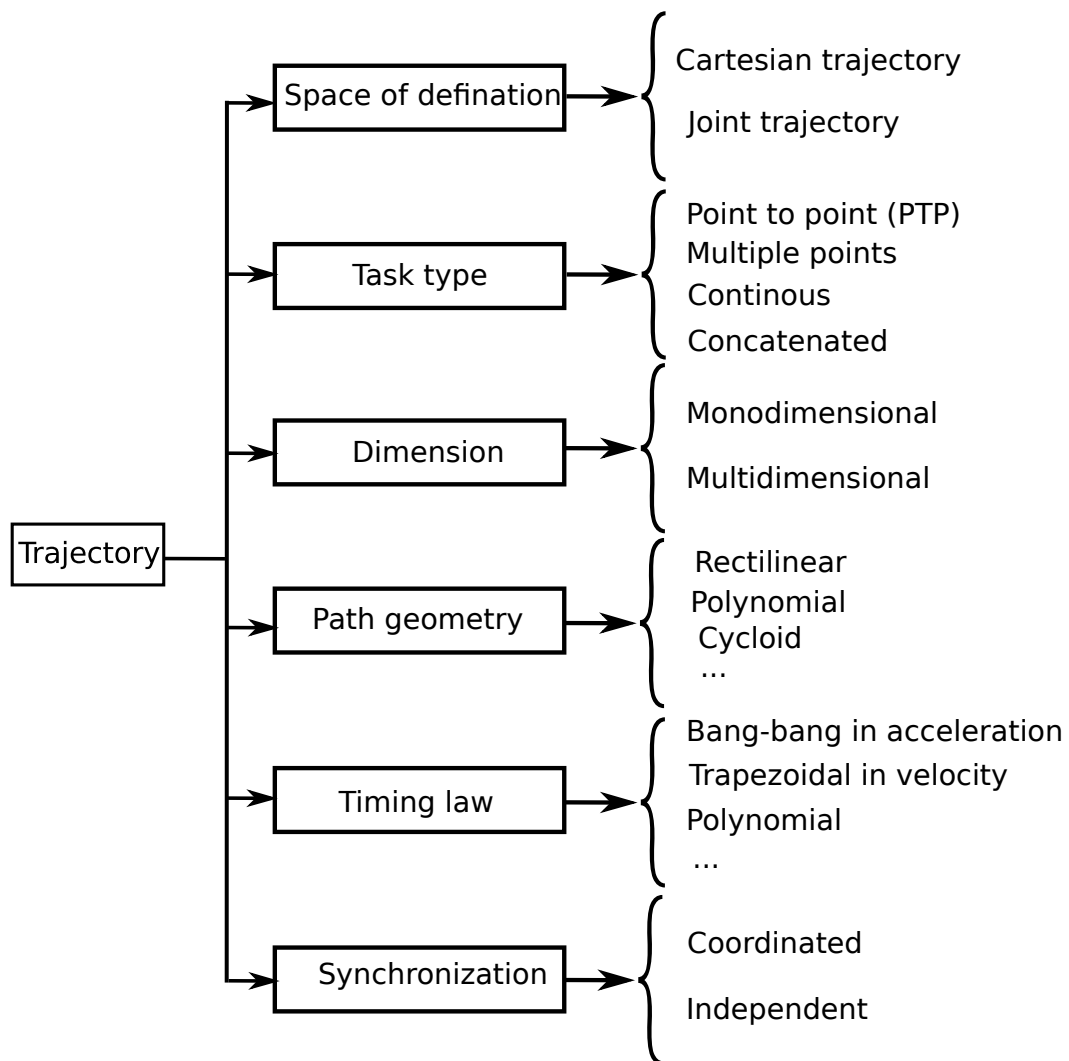 Trajectory
Space of defination
Cartesian trajectory
Joint trajectory
Task type
Point to point (PTP)
Multiple points
Continous
Concatenated
Dimension
Monodimensional
Multidimensional
Path geometry
Rectilinear
Polynomial
Cycloid
...
Timing law
Bang-bang in acceleration
Trapezoidal in velocity
Polynomial
...
Synchronization
Coordinated
Independent